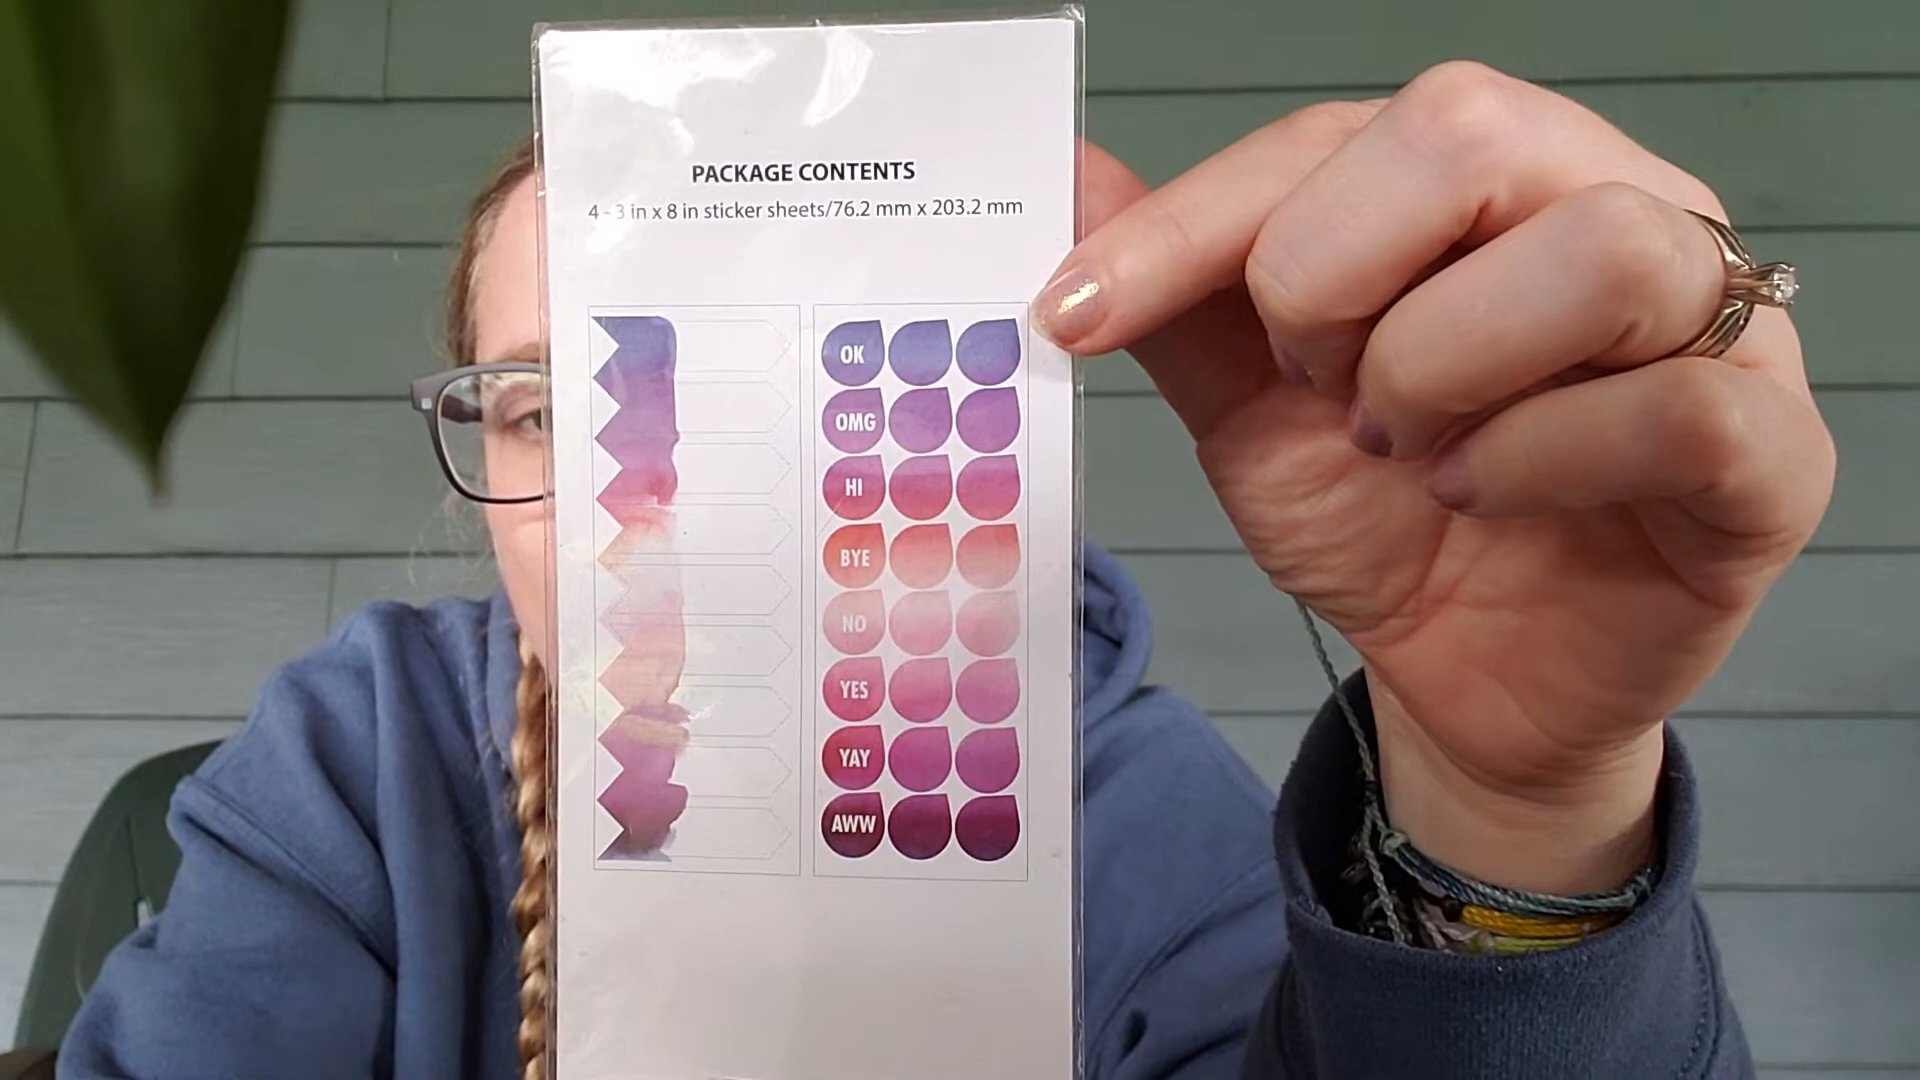 PACKAGE CONTENTS
4 - 3 in x 8 in sticker sheets/76.2 mm x 203.2 mm
OK
OMG
HI
BYE
NO
YES
YAY
AWW